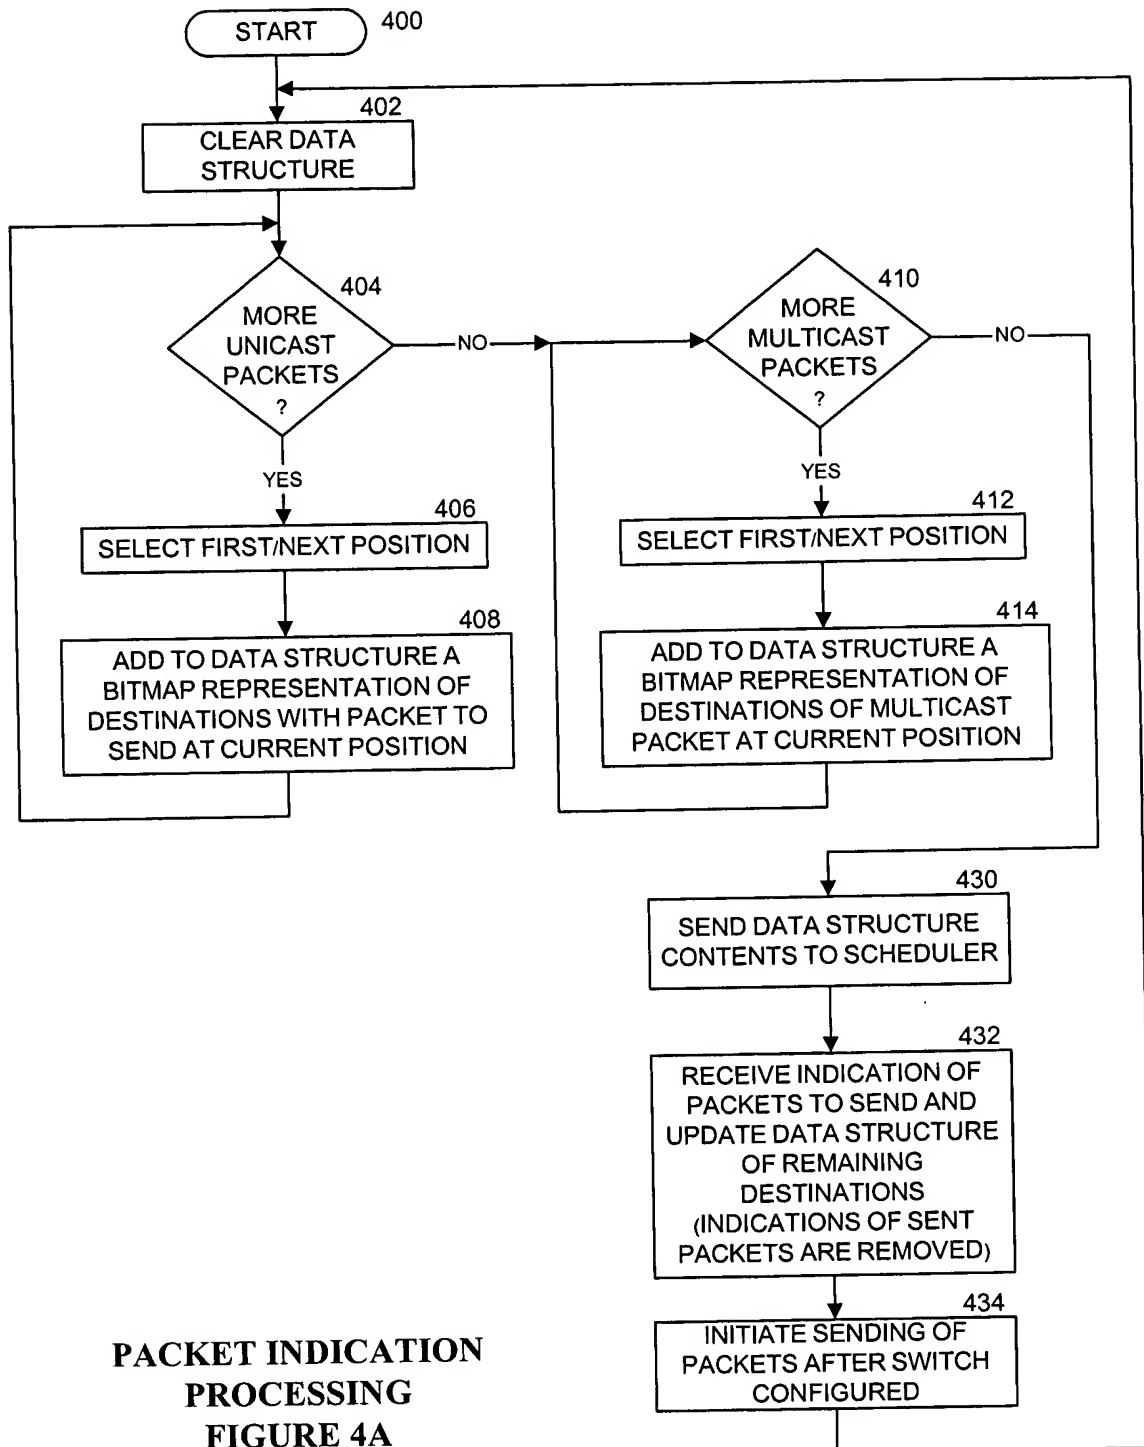 START
400
402
CLEAR DATA
STRUCTURE
404
MORE
UNICAST
PACKETS
?
NO
YES
406
SELECT FIRST/NEXT POSITION
408
ADD TO DATA STRUCTURE A
BITMAP REPRESENTATION OF
DESTINATIONS WITH PACKET TO
SEND AT CURRENT POSITION
410
MORE
MULTICAST
PACKETS
?
NO
YES
412
SELECT FIRST/NEXT POSITION
414
ADD TO DATA STRUCTURE A
BITMAP REPRESENTATION OF
DESTINATIONS OF MULTICAST
PACKET AT CURRENT POSITION
430
SEND DATA STRUCTURE
CONTENTS TO SCHEDULER
432
RECEIVE INDICATION OF
PACKETS TO SEND AND
UPDATE DATA STRUCTURE
OF REMAINING
DESTINATIONS
(INDICATIONS OF SENT
PACKETS ARE REMOVED)
434
INITIATE SENDING OF
PACKETS AFTER SWITCH
CONFIGURED
PACKET INDICATION
PROCESSING
FIGURE 4A